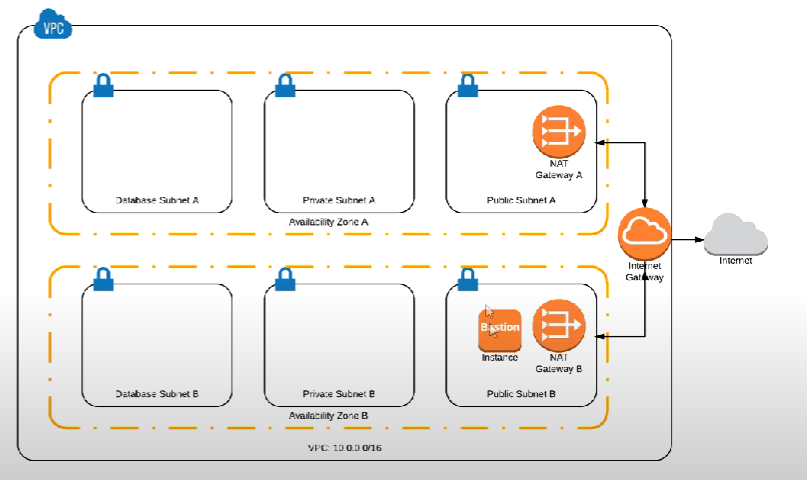 VPC
NAT
Gateway A
Database Subnet A
Private Subnet A
Public Subnet A
Availability Zone A
Internet
Gateway
Internet
Bastion
Instance
NAT
Gateway B
Database Subnet B
Private Subnet B
Public Subnet B
Availability Zone B
VPC: 10.0.0.0/16